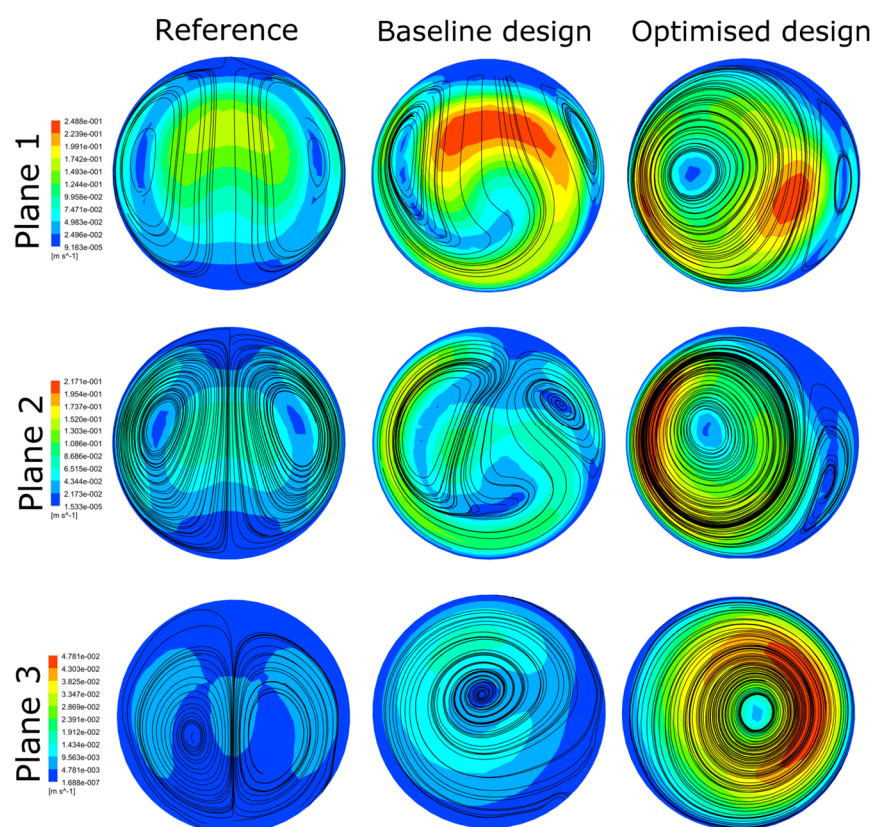 Reference Baseline design Optimised design
Plane 1
2.488e-001
2.239e-001
1.991e-001
1.742e-001
1.493e-001
1.244e-001
9.958e-002
7.471e-002
4.983e-002
2.496e-002
9.163e-005
[m s^-1]
Plane 2
2.171e-001
1.954e-001
1.737e-001
1.520e-001
1.303e-001
1.086e-001
8.686e-002
6.515e-002
4.344e-002
2.173e-002
1.533e-005
[m s^-1]
Plane 3
4.781e-002
4.303e-002
3.825e-002
3.347e-002
2.869e-002
2.391e-002
1.912e-002
1.434e-002
9.562e-003
4.781e-003
1.688e-007
[m s^-1]